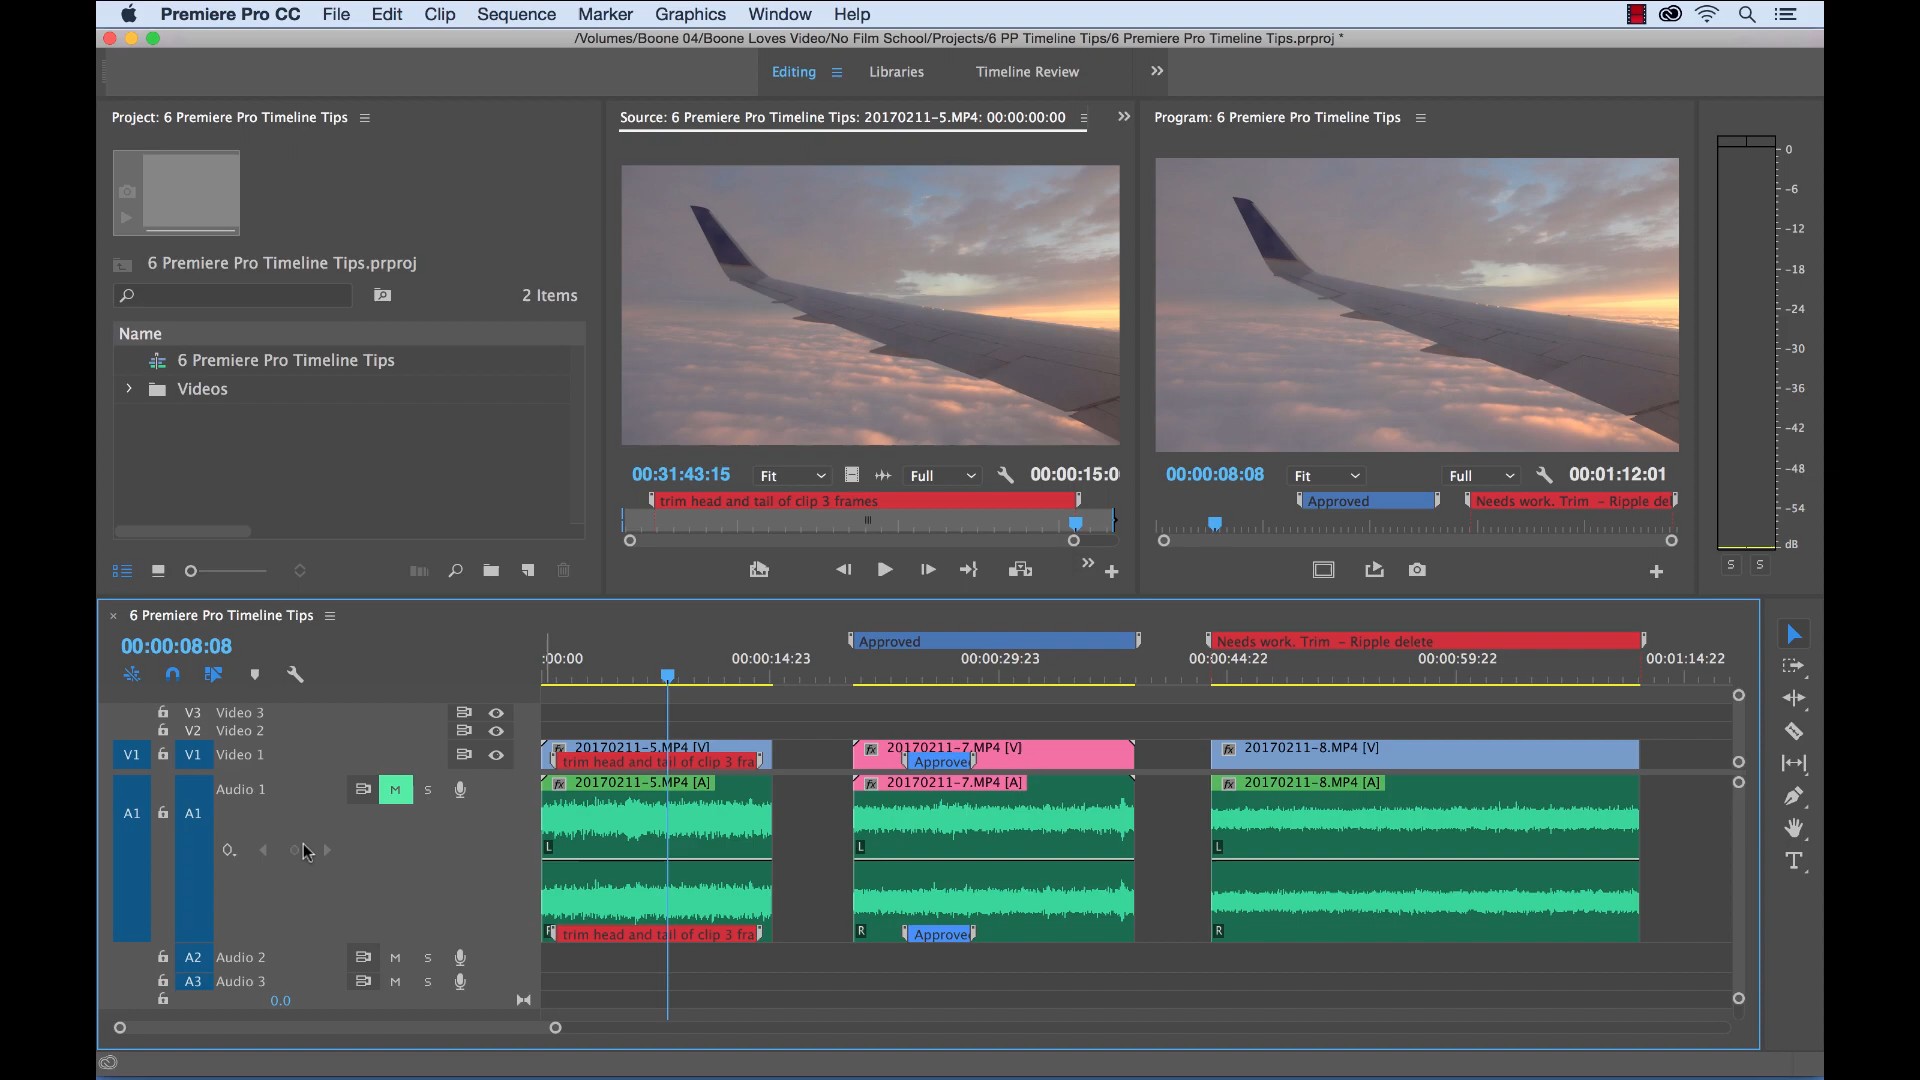 Premiere Pro CC File Edit Clip Sequence Marker Graphics Window Help
/Volumes/Boone 04/Boone Loves Video/No Film School/Projects/6 PP Timeline Tips/6 Premiere Pro Timeline Tips.prproj *
Editing Libraries Timeline Review
Project: 6 Premiere Pro Timeline Tips
6 Premiere Pro Timeline Tips.prproj
2 Items
Name
6 Premiere Pro Timeline Tips
Videos
Source: 6 Premiere Pro Timeline Tips: 20170211-5.MP4: 00:00:00:00
00:31:43:15 Fit Full 00:00:15:0
trim head and tail of clip 3 frames
Program: 6 Premiere Pro Timeline Tips
00:00:08:08 Fit Full 00:01:12:01
Approved Needs work. Trim - Ripple de
0
-6
-12
-18
-24
-30
-36
-42
-48
-54
dB
S S
6 Premiere Pro Timeline Tips
00:00:08:08
Approved Needs work. Trim - Ripple delete
:00:00 00:00:14:23 00:00:29:23 00:00:44:22 00:00:59:22 00:01:14:22
V3 Video 3
V2 Video 2
V1 V1 Video 1
fx 20170211-5.MP4 [V] fx 20170211-7.MP4 [V] fx 20170211-8.MP4 [V]
trim head and tail of clip 3 fra Approve
Audio 1 M S
fx 20170211-5.MP4 [A] fx 20170211-7.MP4 [A] fx 20170211-8.MP4 [A]
A1 A1
L L L
R R
trim head and tail of clip 3 fra Approve
A2 Audio 2 M S
A3 Audio 3 M S
0.0